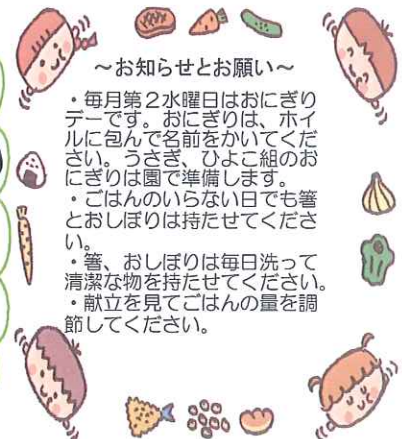 ～お知らせとお願い～
・毎月第２水曜日はおにぎり
デーです。おにぎりは、ホイ
ルに包んで名前をかいてくだ
さい。うさぎ、ひよこ組のお
にぎりは園で準備します。
・ごはんのいらない日でも箸
とおしぼりは持たせてくださ
い。
・箸、おしぼりは毎日洗って
清潔な物を持たせてください。
・献立を見てごはんの量を調
節してください。